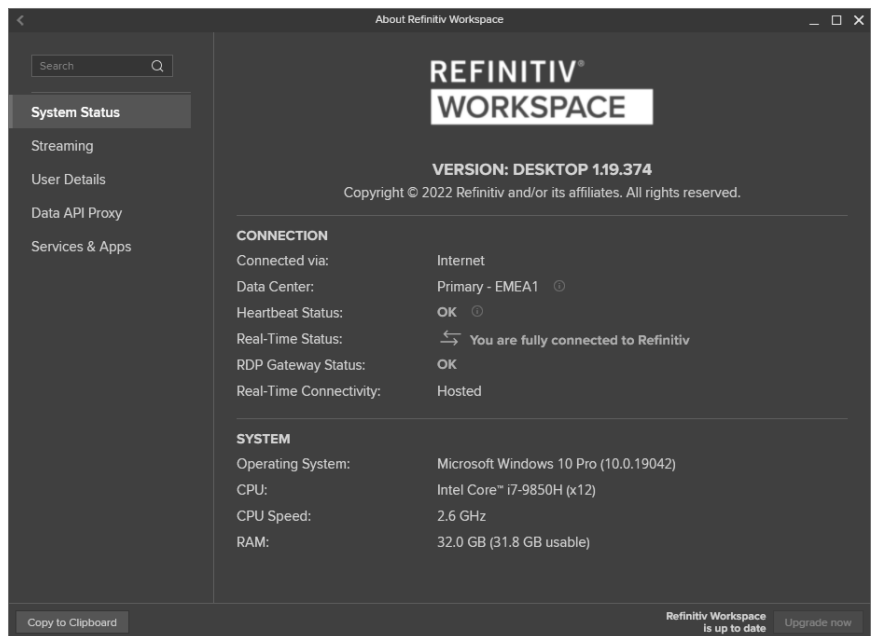 About Refinitiv Workspace
Search
System Status
Streaming
User Details
Data API Proxy
Services & Apps
REFINITIV®
WORKSPACE
VERSION: DESKTOP 1.19.374
Copyright © 2022 Refinitiv and/or its affiliates. All rights reserved.
CONNECTION
Connected via: Internet
Data Center: Primary - EMEA1
Heartbeat Status: OK
Real-Time Status: You are fully connected to Refinitiv
RDP Gateway Status: OK
Real-Time Connectivity: Hosted
SYSTEM
Operating System: Microsoft Windows 10 Pro (10.0.19042)
CPU: Intel Core™ i7-9850H (x12)
CPU Speed: 2.6 GHz
RAM: 32.0 GB (31.8 GB usable)
Copy to Clipboard
Refinitiv Workspace
is up to date
Upgrade now